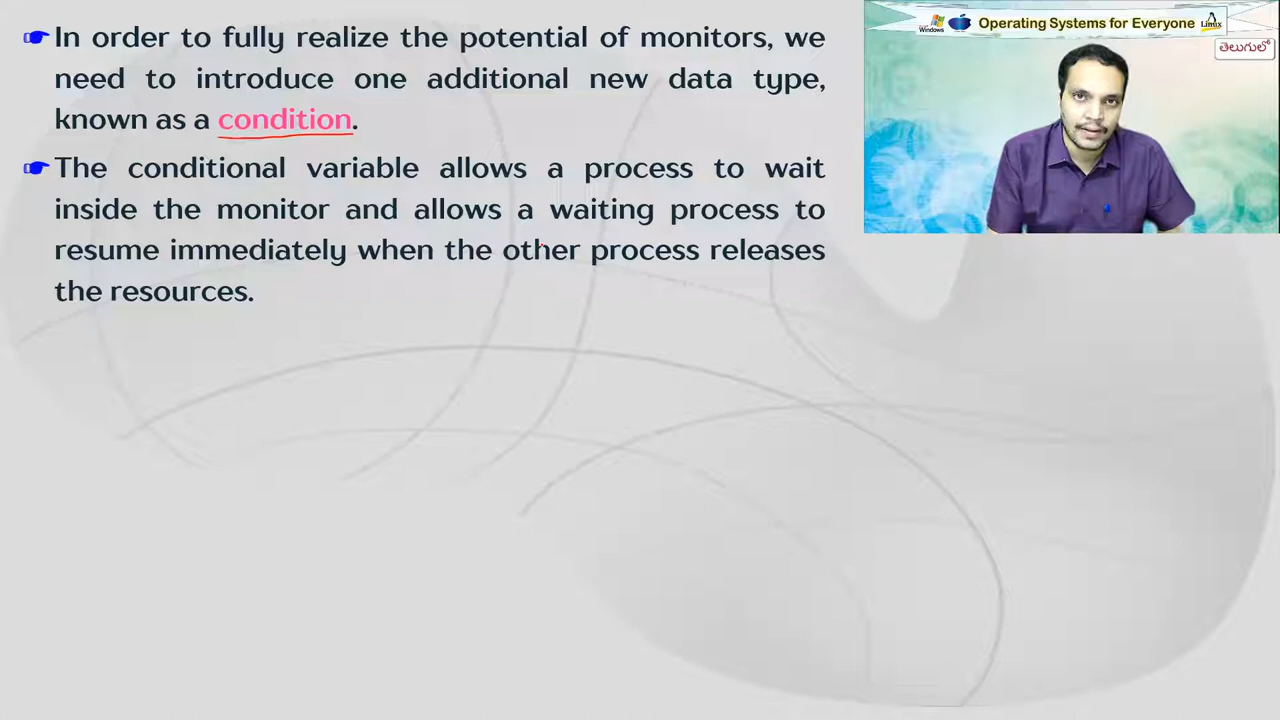 In order to fully realize the potential of monitors, we
need to introduce one additional new data type,
known as a condition.
The conditional variable allows a process to wait
inside the monitor and allows a waiting process to
resume immediately when the other process releases
the resources.
Windows
Operating Systems for Everyone
Linux
తెలుగులో